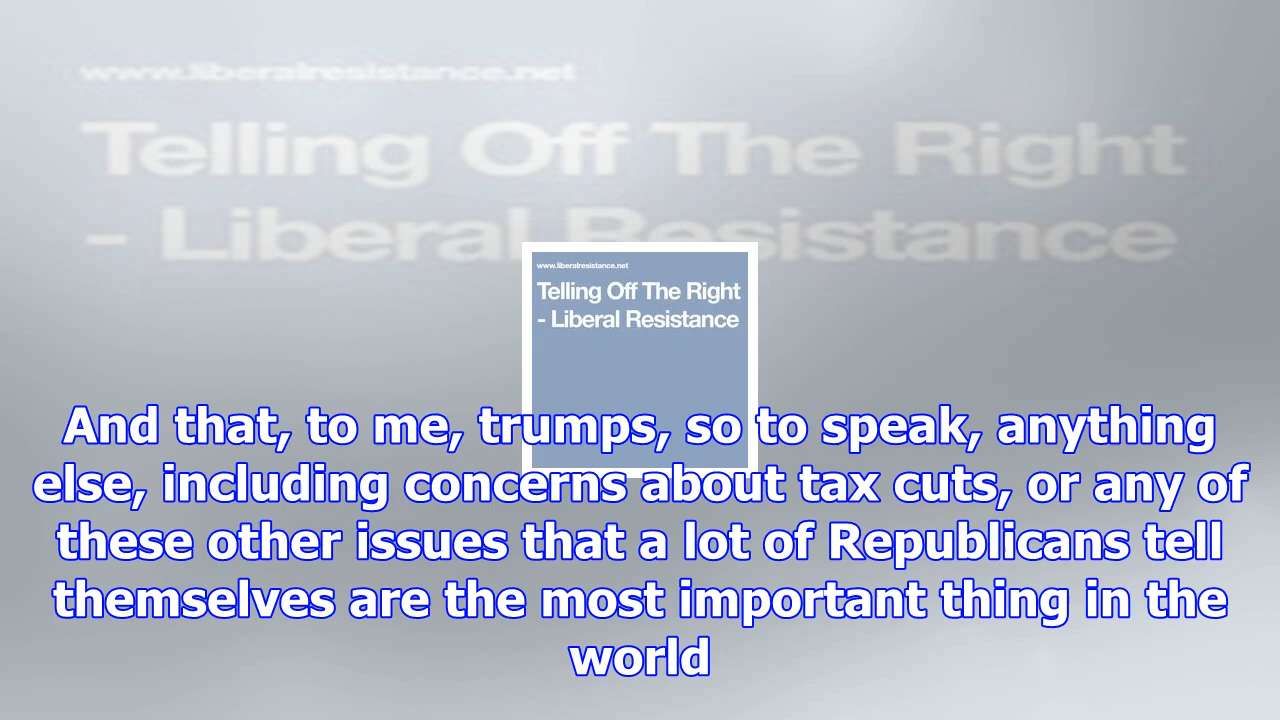 www.liberalresistance.net
Telling Off The Right
- Liberal Resistance
www.liberalresistance.net
Telling Off The Right
- Liberal Resistance
And that, to me, trumps, so to speak, anything
else, including concerns about tax cuts, or any of
these other issues that a lot of Republicans tell
themselves are the most important thing in the
world